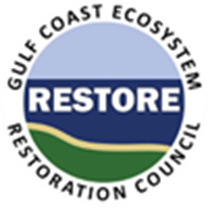 GULF COAST ECOSYSTEM
RESTORE
RESTORATION COUNCIL